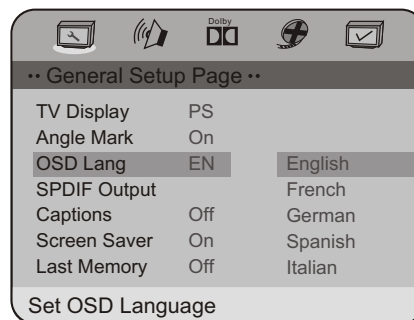 Dolby
•• General Setup Page ••
TV Display PS
Angle Mark On
OSD Lang EN English
SPDIF Output French
Captions Off German
Screen Saver On Spanish
Last Memory Off Italian
Set OSD Language